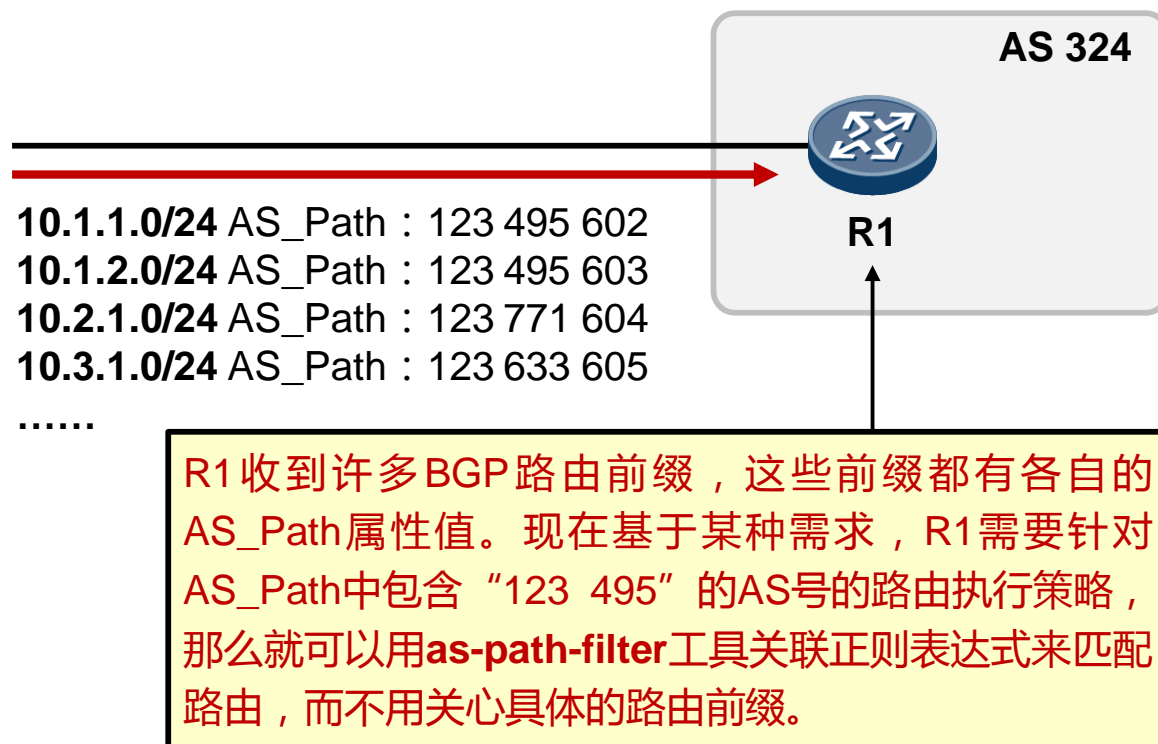 AS 324
R1
10.1.1.0/24 AS_Path：123 495 602
10.1.2.0/24 AS_Path：123 495 603
10.2.1.0/24 AS_Path：123 771 604
10.3.1.0/24 AS_Path：123 633 605
……
R1收到许多BGP路由前缀，这些前缀都有各自的
AS_Path属性值。现在基于某种需求，R1需要针对
AS_Path中包含“123 495”的AS号的路由执行策略，
那么就可以用as-path-filter工具关联正则表达式来匹配
路由，而不用关心具体的路由前缀。